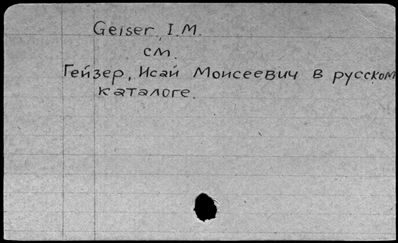 Geiser, I.M.
см.
Гейзер, Исай Моисеевич в русском
каталоге.